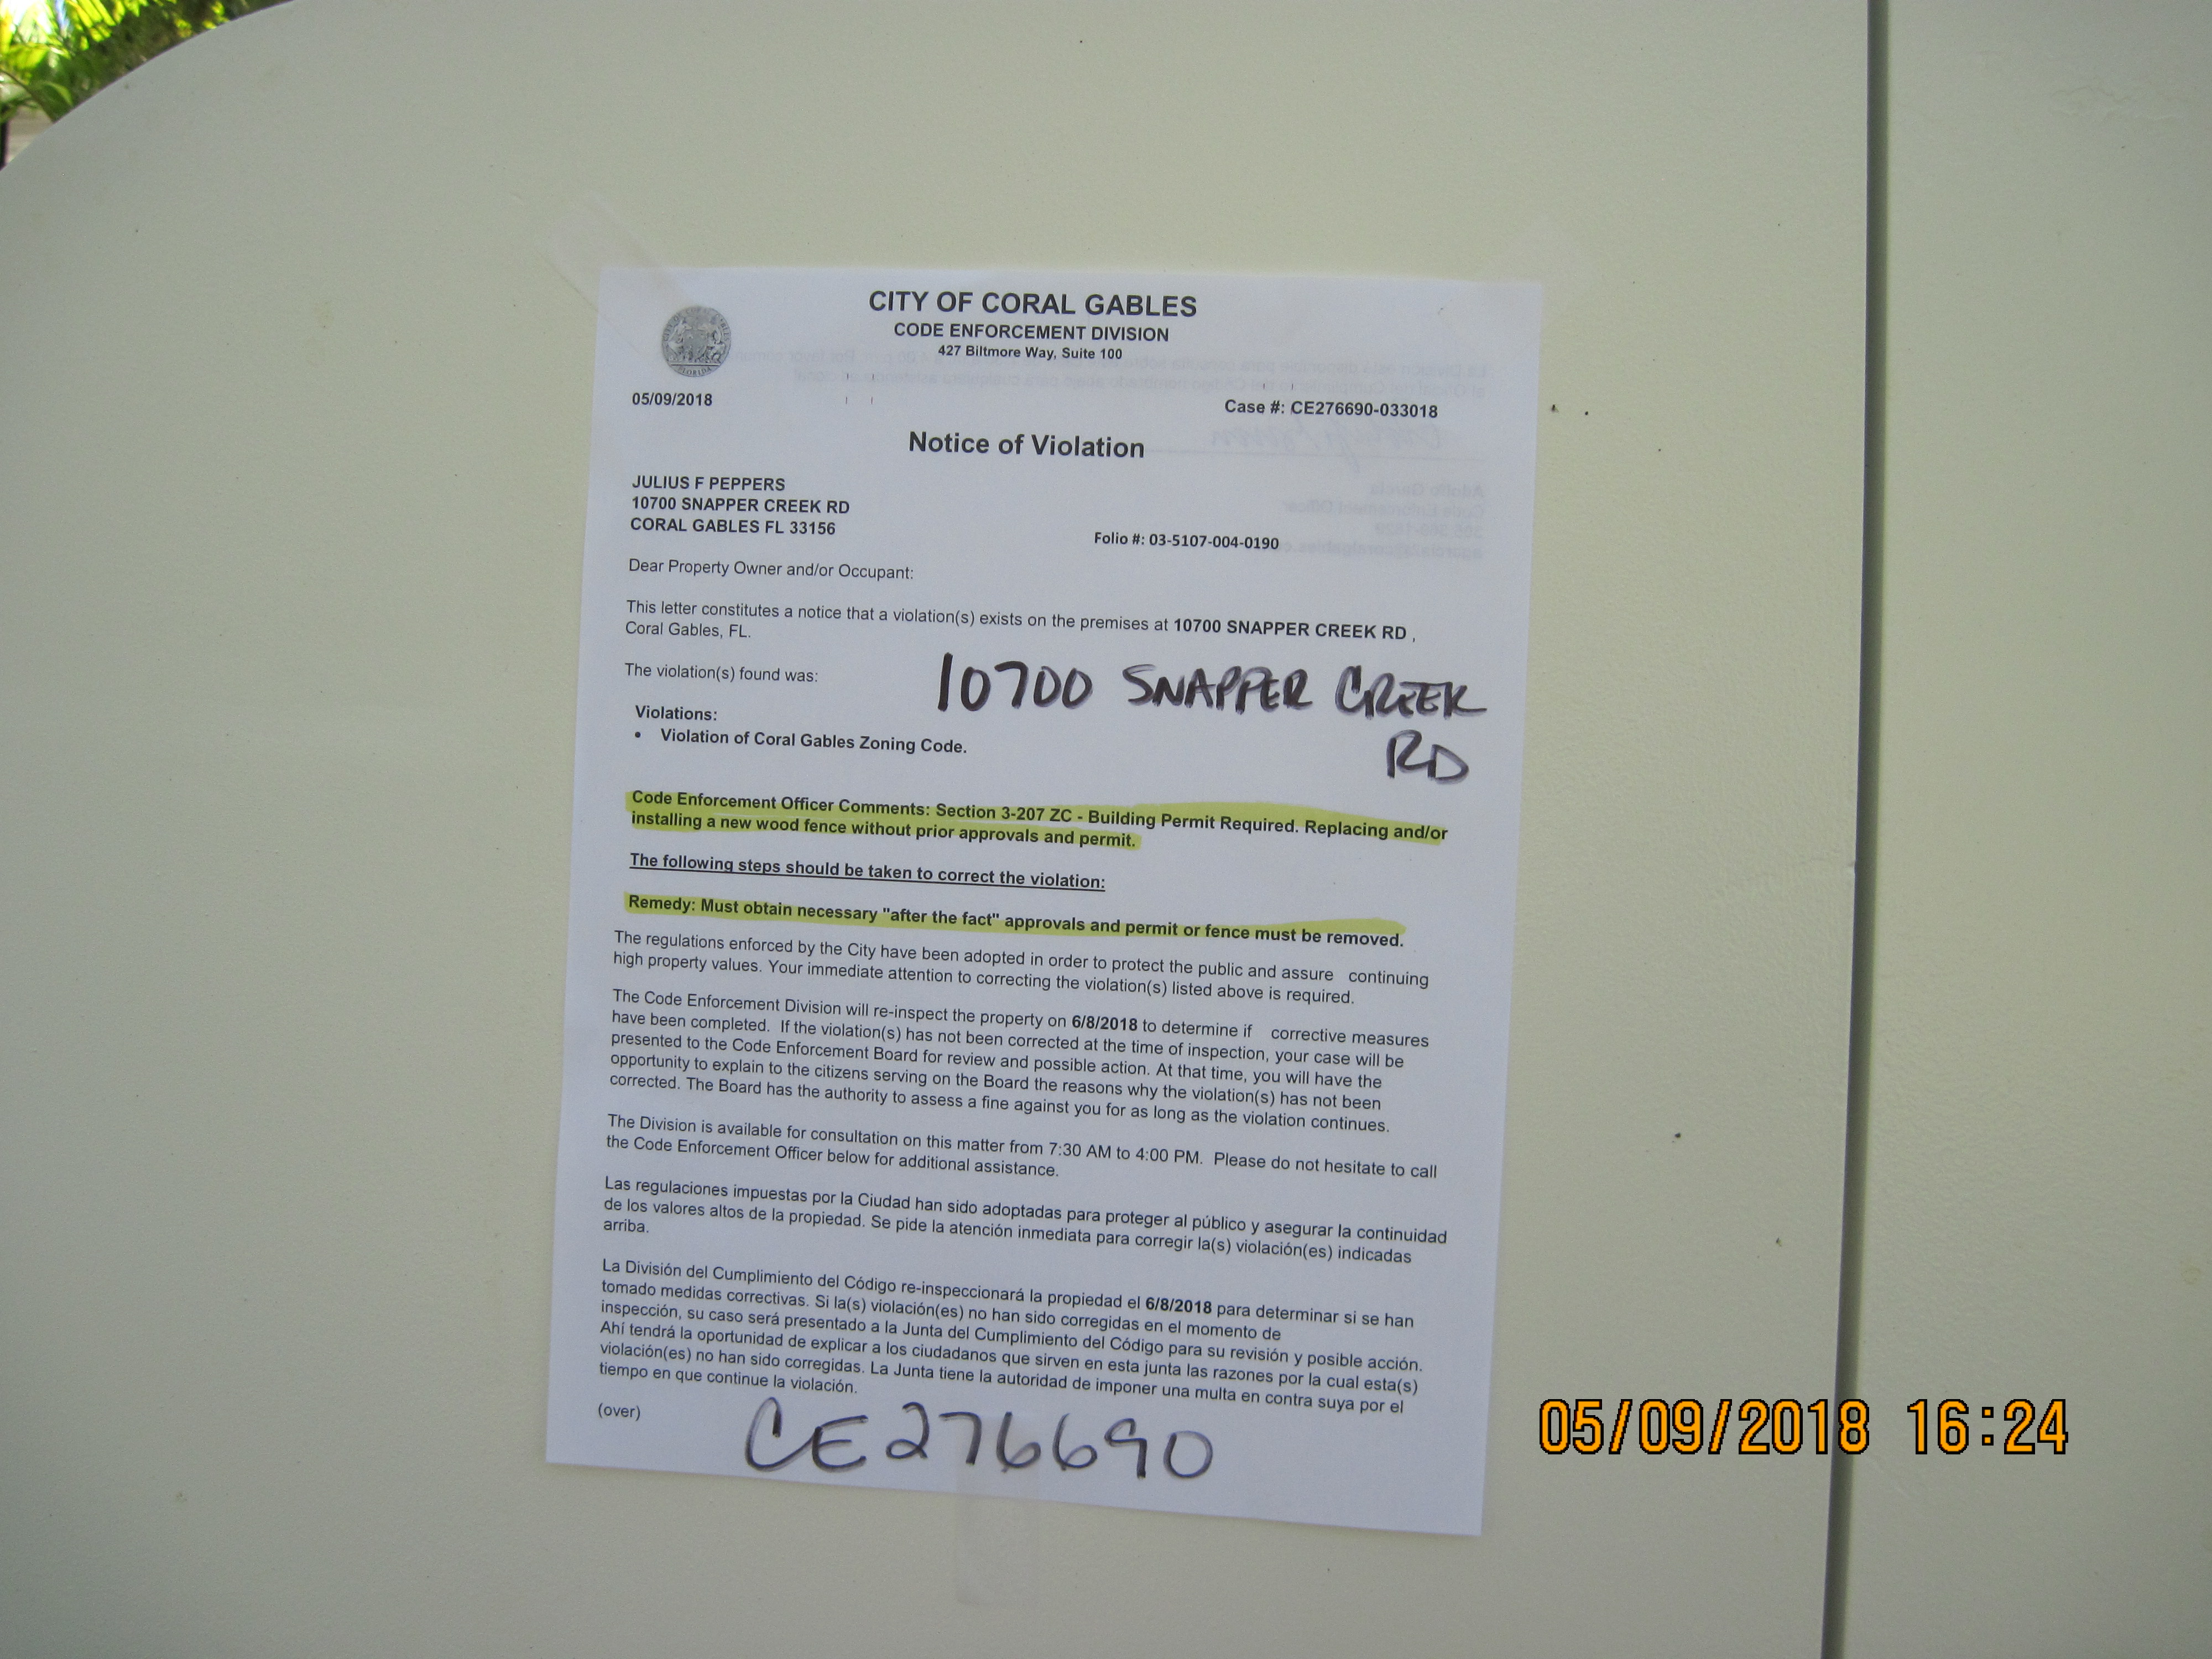 CITY OF CORAL GABLES
CODE ENFORCEMENT DIVISION
427 Biltmore Way, Suite 100
FLORIDA
05/09/2018
Case #: CE276690-033018
Notice of Violation
JULIUS F PEPPERS
10700 SNAPPER CREEK RD
CORAL GABLES FL 33156
Folio #: 03-5107-004-0190
Dear Property Owner and/or Occupant:
This letter constitutes a notice that a violation(s) exists on the premises at 10700 SNAPPER CREEK RD ,
Coral Gables, FL.
The violation(s) found was:
10700 SNAPPER CREEK
RD
Violations:
• Violation of Coral Gables Zoning Code.
Code Enforcement Officer Comments: Section 3-207 ZC - Building Permit Required. Replacing and/or
installing a new wood fence without prior approvals and permit.
The following steps should be taken to correct the violation:
Remedy: Must obtain necessary "after the fact" approvals and permit or fence must be removed.
The regulations enforced by the City have been adopted in order to protect the public and assure continuing
high property values. Your immediate attention to correcting the violation(s) listed above is required.
The Code Enforcement Division will re-inspect the property on 6/8/2018 to determine if corrective measures
have been completed. If the violation(s) has not been corrected at the time of inspection, your case will be
presented to the Code Enforcement Board for review and possible action. At that time, you will have the
opportunity to explain to the citizens serving on the Board the reasons why the violation(s) has not been
corrected. The Board has the authority to assess a fine against you for as long as the violation continues.
The Division is available for consultation on this matter from 7:30 AM to 4:00 PM. Please do not hesitate to call
the Code Enforcement Officer below for additional assistance.
Las regulaciones impuestas por la Ciudad han sido adoptadas para proteger al público y asegurar la continuidad
de los valores altos de la propiedad. Se pide la atención inmediata para corregir la(s) violación(es) indicadas
arriba.
La División del Cumplimiento del Código re-inspeccionará la propiedad el 6/8/2018 para determinar si se han
tomado medidas correctivas. Si la(s) violación(es) no han sido corregidas en el momento de
inspección, su caso será presentado a la Junta del Cumplimiento del Código para su revisión y posible acción.
Ahí tendrá la oportunidad de explicar a los ciudadanos que sirven en esta junta las razones por la cual esta(s)
violación(es) no han sido corregidas. La Junta tiene la autoridad de imponer una multa en contra suya por el
tiempo en que continue la violación.
(over)
CE276690
05/09/2018 16:24